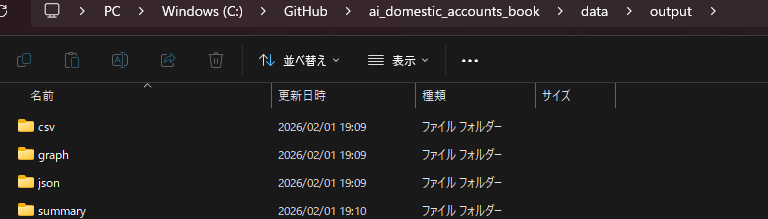 PC > Windows (C:) > GitHub > ai_domestic_accounts_book > data > output >
並べ替え 表示 ...
名前 更新日時 種類 サイズ
csv 2026/02/01 19:09 ファイル フォルダー
graph 2026/02/01 19:09 ファイル フォルダー
json 2026/02/01 19:09 ファイル フォルダー
summary 2026/02/01 19:10 ファイル フォルダー